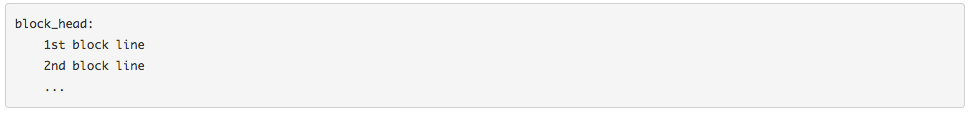 block_head:
    1st block line
    2nd block line
    ...